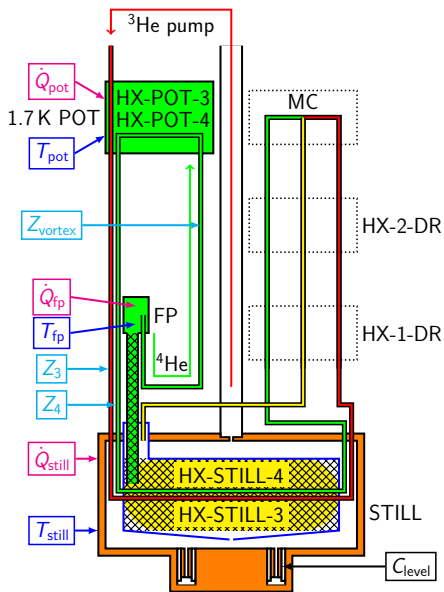 ³He pump
Q̇pot
HX-POT-3
MC
1.7 K POT
HX-POT-4
Tpot
Zvortex
HX-2-DR
Q̇fp
FP
Tfp
HX-1-DR
⁴He
Z₃
Z₄
Q̇still
HX-STILL-4
HX-STILL-3
STILL
Tstill
Clevel